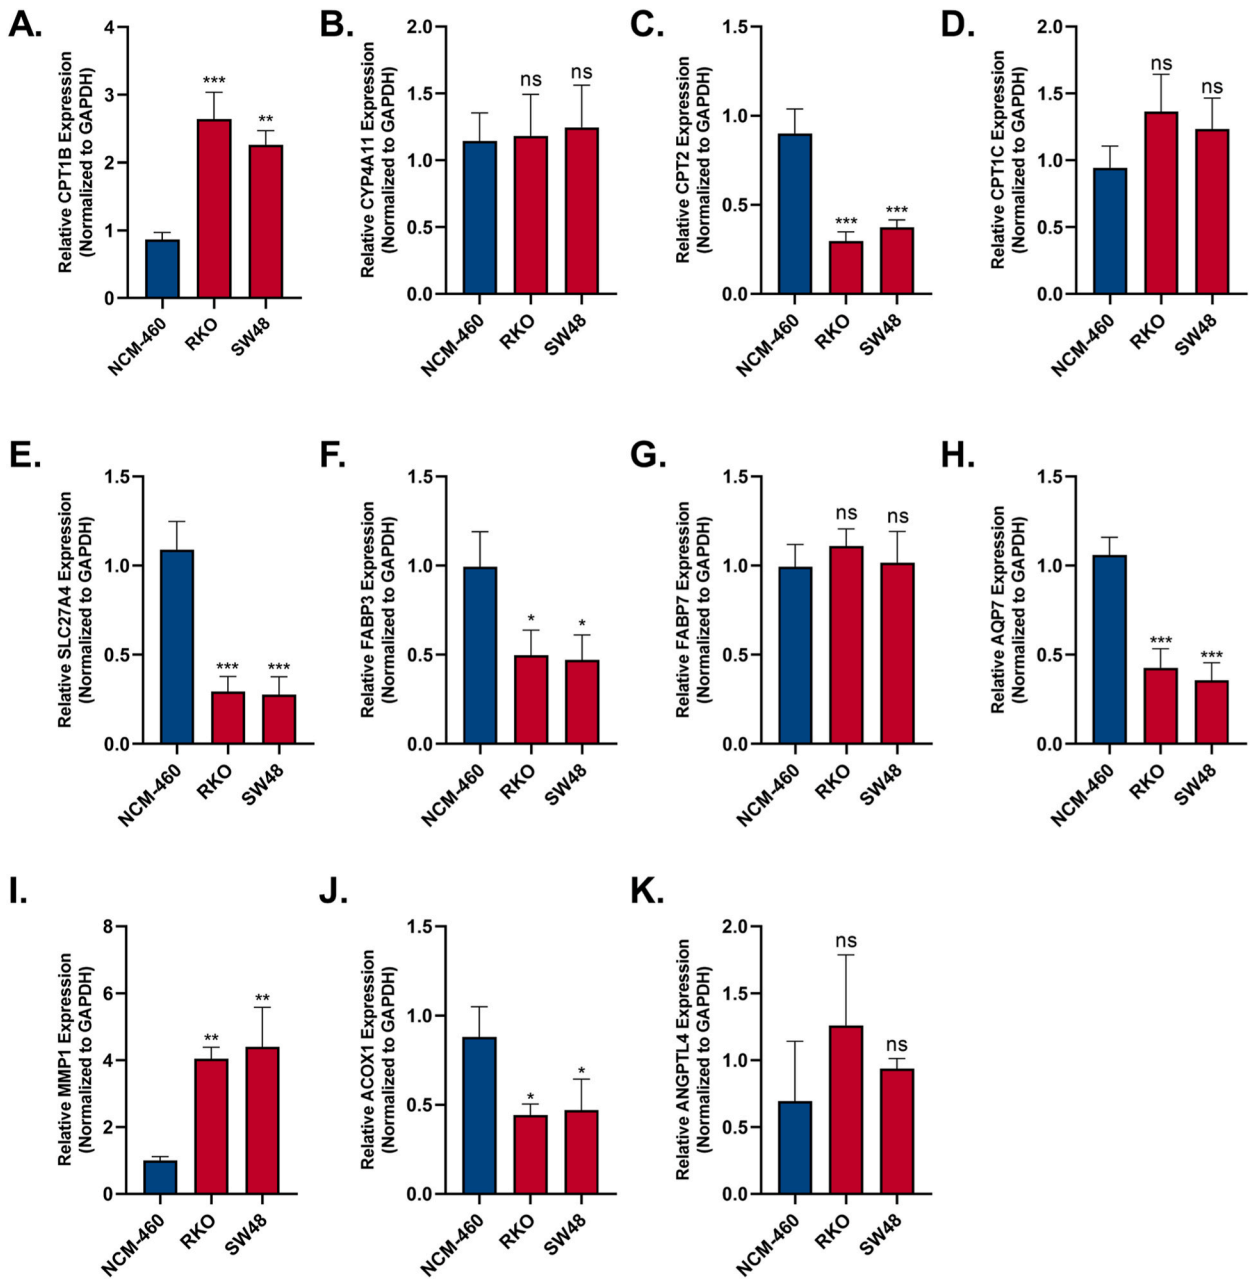 A.
Relative CPT1B Expression
(Normalized to GAPDH)
4
3
2
1
0
***
**
NCM-460
RKO
SW48
B.
Relative CYP4A11 Expression
(Normalized to GAPDH)
2.0
1.5
1.0
0.5
0.0
ns
ns
NCM-460
RKO
SW48
C.
Relative CPT2 Expression
(Normalized to GAPDH)
1.5
1.0
0.5
0.0
***
***
NCM-460
RKO
SW48
D.
Relative CPT1C Expression
(Normalized to GAPDH)
2.0
1.5
1.0
0.5
0.0
ns
ns
NCM-460
RKO
SW48
E.
Relative SLC27A4 Expression
(Normalized to GAPDH)
1.5
1.0
0.5
0.0
***
***
NCM-460
RKO
SW48
F.
Relative FABP3 Expression
(Normalized to GAPDH)
1.5
1.0
0.5
0.0
*
*
NCM-460
RKO
SW48
G.
Relative FABP7 Expression
(Normalized to GAPDH)
1.5
1.0
0.5
0.0
ns
ns
NCM-460
RKO
SW48
H.
Relative AQP7 Expression
(Normalized to GAPDH)
1.5
1.0
0.5
0.0
***
***
NCM-460
RKO
SW48
I.
Relative MMP1 Expression
(Normalized to GAPDH)
8
6
4
2
0
**
**
NCM-460
RKO
SW48
J.
Relative ACOX1 Expression
(Normalized to GAPDH)
1.5
1.0
0.5
0.0
*
*
NCM-460
RKO
SW48
K.
Relative ANGPTL4 Expression
(Normalized to GAPDH)
2.0
1.5
1.0
0.5
0.0
ns
ns
NCM-460
RKO
SW48